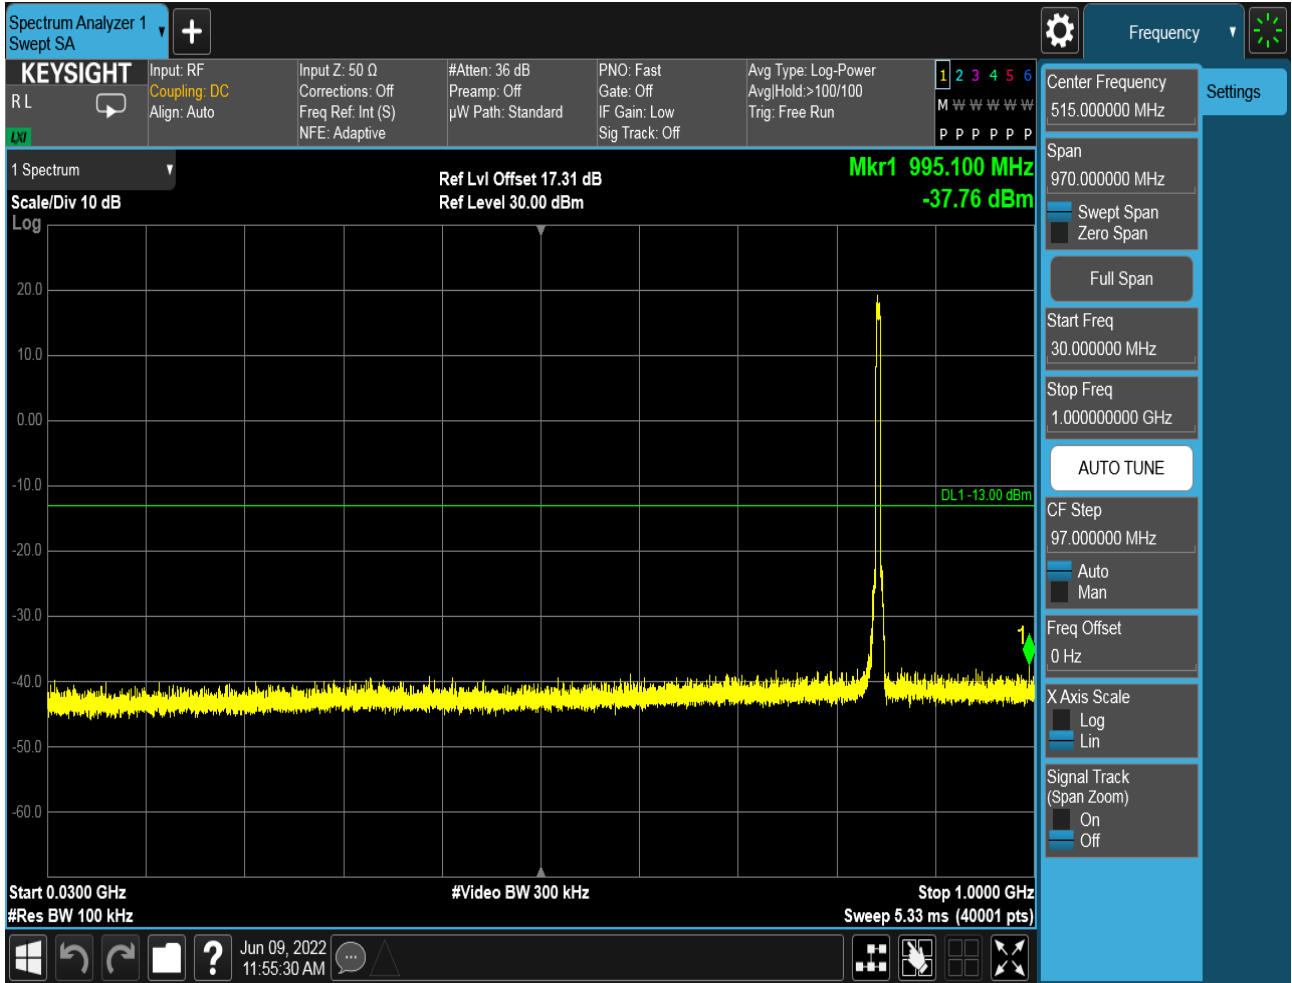 Spectrum Analyzer 1
Swept SA
Frequency
KEYSIGHT
R L
LXI
Input: RF
Coupling: DC
Align: Auto
Input Z: 50 Ω
Corrections: Off
Freq Ref: Int (S)
NFE: Adaptive
#Atten: 36 dB
Preamp: Off
µW Path: Standard
PNO: Fast
Gate: Off
IF Gain: Low
Sig Track: Off
Avg Type: Log-Power
Avg|Hold:>100/100
Trig: Free Run
1 2 3 4 5 6
M W W W W W
P P P P P P
1 Spectrum
Scale/Div 10 dB
Log
Ref Lvl Offset 17.31 dB
Ref Level 30.00 dBm
Mkr1 995.100 MHz
-37.76 dBm
20.0
10.0
0.00
-10.0
-20.0
-30.0
-40.0
-50.0
-60.0
DL1 -13.00 dBm
1
Start 0.0300 GHz
#Res BW 100 kHz
#Video BW 300 kHz
Stop 1.0000 GHz
Sweep 5.33 ms (40001 pts)
Jun 09, 2022
11:55:30 AM
Center Frequency
515.000000 MHz
Settings
Span
970.000000 MHz
Swept Span
Zero Span
Full Span
Start Freq
30.000000 MHz
Stop Freq
1.000000000 GHz
AUTO TUNE
CF Step
97.000000 MHz
Auto
Man
Freq Offset
0 Hz
X Axis Scale
Log
Lin
Signal Track
(Span Zoom)
On
Off